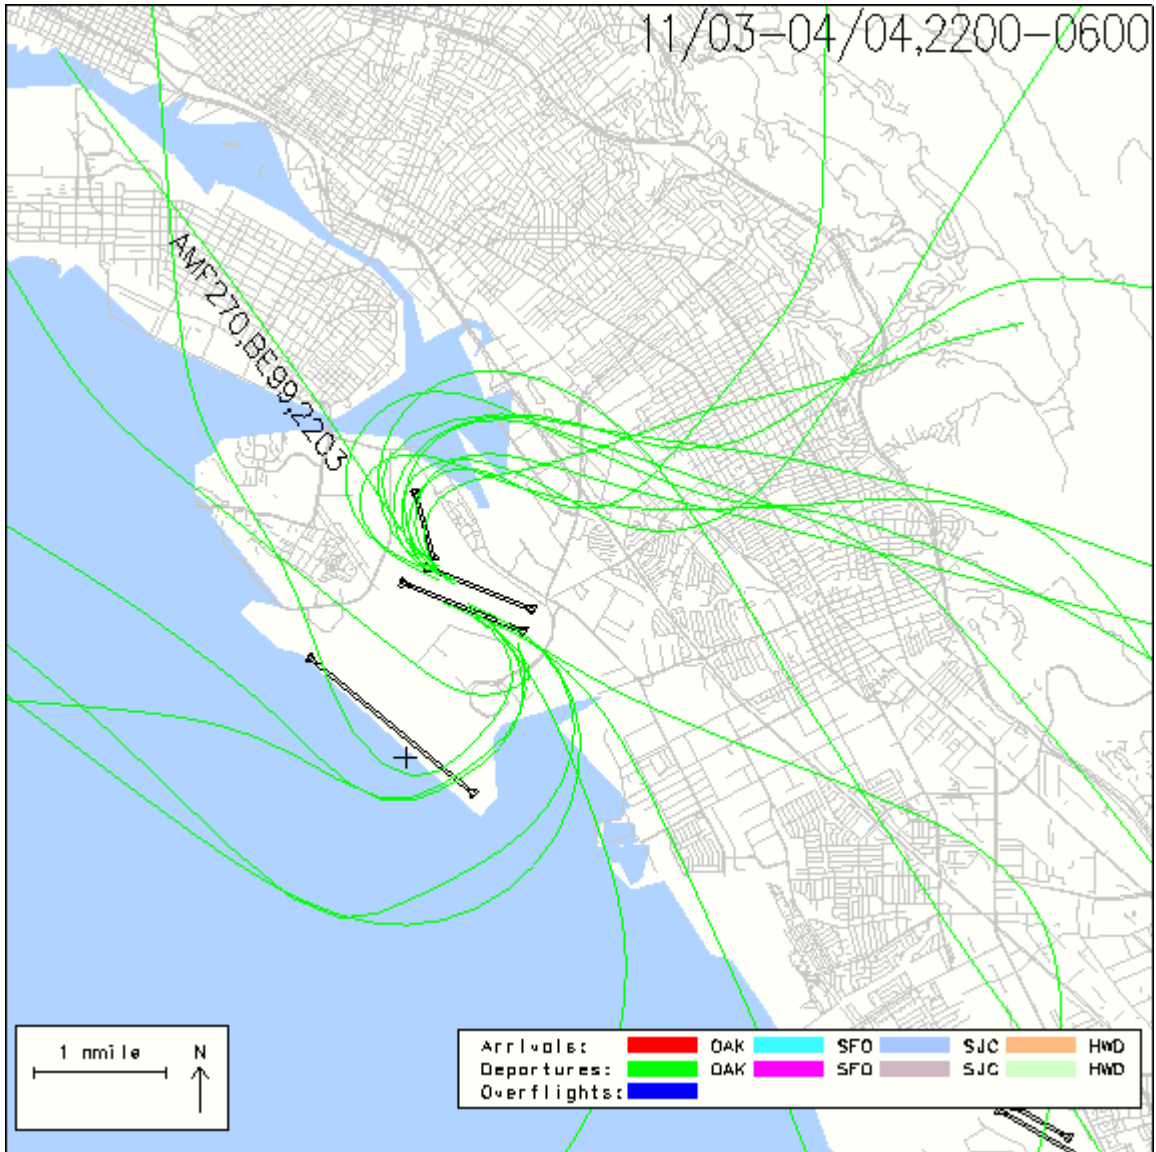 11/03-04/04,2200-0600
AMF270,BE99,2203
1 nmile N
Arrivals: OAK SFO SJC HWD
Departures: OAK SFO SJC HWD
Overflights: